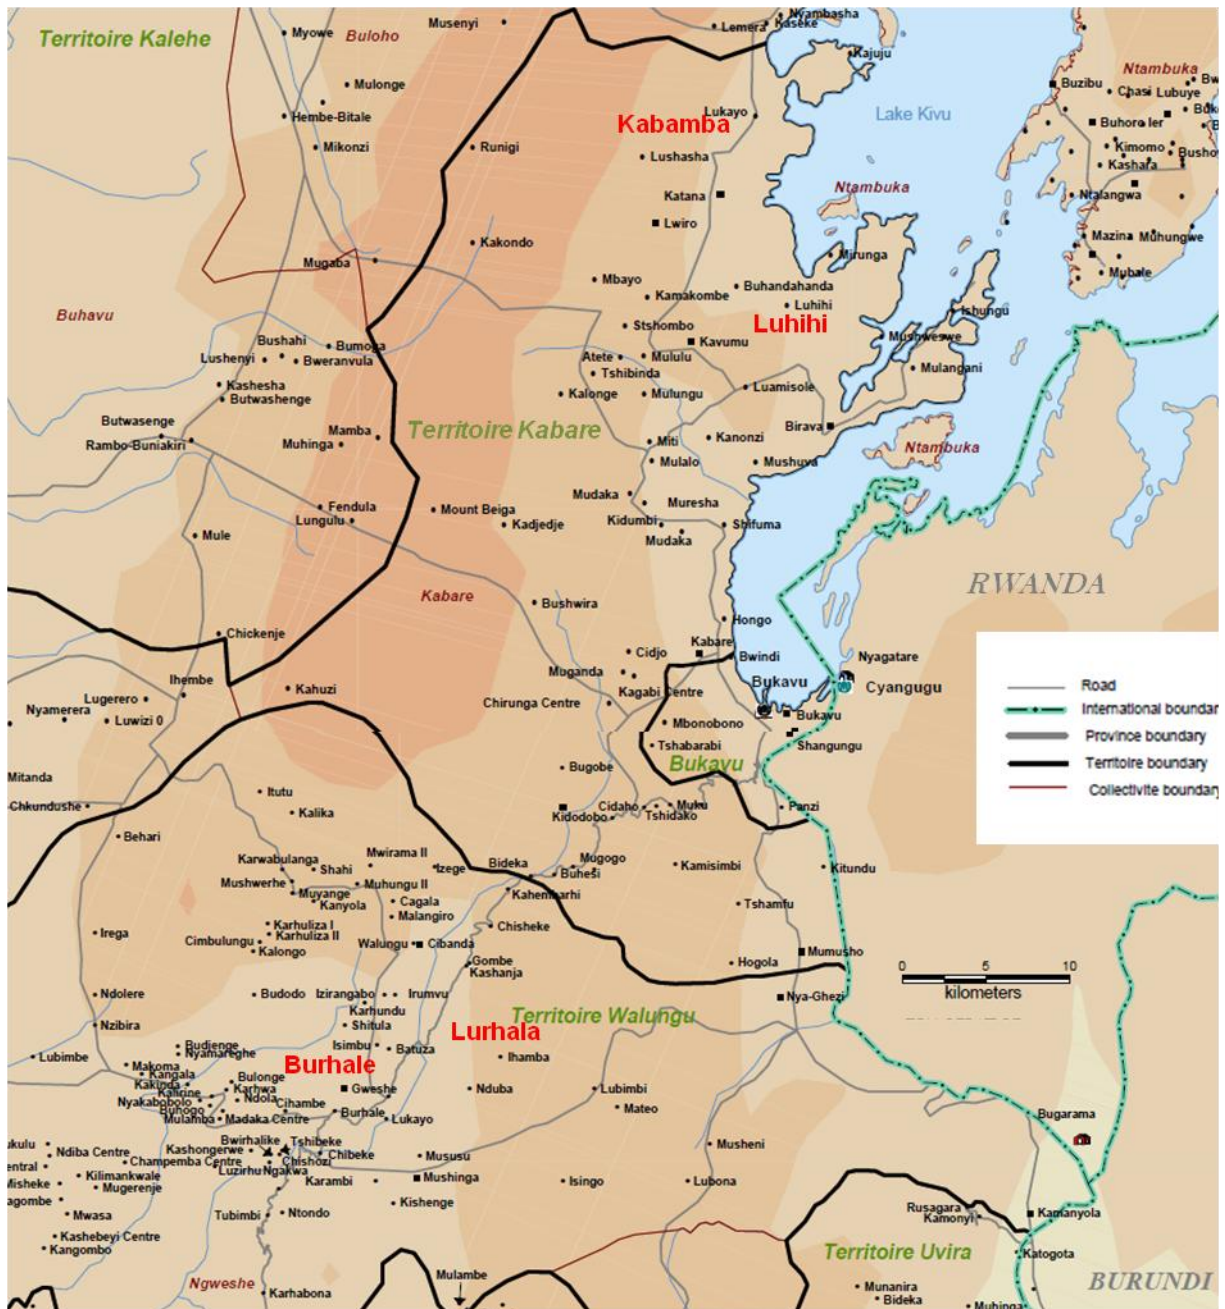 Nyambasha
Musenyi
Lemera
Kaseke
Territoire Kalehe
Myowe
Buloho
Kajuju
Ntambuka
Mulonge
Buzibu
Chasi
Lubuye
Hembe-Bitale
Lukayo
Lake Kivu
Kabamba
Buhoro Ier
Mikonzi
Runigi
Lushasha
Kimomo
Kashara
Katana
Ntambuka
Ntalangwa
Lwiro
Kakondo
Mazina
Muhungwe
Mugaba
Mirunga
Mubale
Mbayo
Buhandahanda
Kamakombe
Luhihi
Buhavu
Ishungu
Luhihi
Stshombo
Bushahi
Bumoga
Kavumu
Mushweswe
Lushenyi
Bweranvula
Atete
Mululu
Tshibinda
Mulangani
Kashesha
Butwashenge
Kalonge
Mulungu
Luamisole
Butwasenge
Mamba
Territoire Kabare
Birava
Rambo-Buniakiri
Muhinga
Miti
Kanonzi
Ntambuka
Mulalo
Mushuva
Mudaka
Muresha
Fendula
Mount Beiga
Lungulu
Kadjedje
Kidumbi
Shifuma
Mule
Mudaka
RWANDA
Kabare
Bushwira
Hongo
Chickenje
Kabare
Cidjo
Bwindi
Nyagatare
Muganda
Ihembe
Bukavu
Cyangugu
Road
Lugerero
Kahuzi
Kagabi Centre
Nyamerera
Chirunga Centre
International boundar
Luwizi 0
Mbonobono
Bukavu
Province boundary
Tshabarabi
Shangungu
Bukavu
Territoire boundary
Mitanda
Bugobe
Collectivite boundary
Itutu
Chkundushe
Kalika
Cidaho
Muku
Panzi
Kidodobo
Tshidako
Behari
Karwabulanga
Mwirama II
Mugogo
Shahi
Izege
Bideka
Kamisimbi
Kitundu
Mushwerhe
Muhungu II
Buhesi
Muyange
Kahembarhi
Kanyola
Cagala
Tshamfu
Malangiro
Karhuliza I
Chisheke
Irega
Karhuliza II
Cimbulungu
Walungu
Cibanda
Kalongo
Mumusho
Gombe
Hogola
Kashanja
0 5 10
kilometers
Ndolere
Budodo
Izirangabo
Irumvu
Nya-Ghezi
Karhundu
Territoire Walungu
Nzibira
Shitula
Lurhala
Budjenge
Isimbu
Batuza
Lubimbe
Nyamareghe
Ihamba
Makoma
Burhale
Kangala
Bulonge
Kakinda
Karhwa
Gweshe
Nduba
Lubimbi
Kalirine
Nyakabobolo
Ndola
Cihambe
Mateo
Bugarama
Buhogo
Burhale
Mulamba
Madaka Centre
Lukayo
Bwirhalike
Tshibeke
Musheni
Ndiba Centre
Kashongerwe
Chibeke
Mususu
Champemba Centre
Chishozi
Kilimankwale
Luzirhu
Ngakwa
Misheke
Mugerenje
Karambi
Mushinga
Isingo
Lubona
Kishenge
Rusagara
Mwasa
Tubimbi
Ntondo
Kamonyi
Kamanyola
Kashebeyi Centre
Kangombo
Territoire Uvira
Katogota
Mulambe
Ngweshe
Munanira
BURUNDI
Karhabona
Bideka
Muhinga